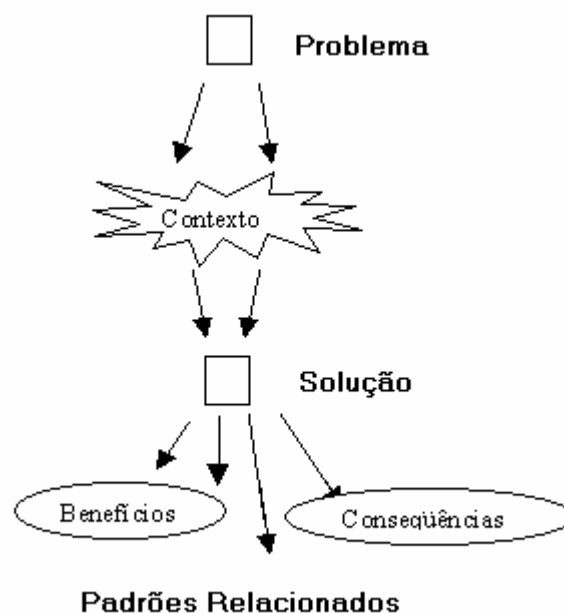 Problema
Contexto
Solução
Benefícios
Conseqüências
Padrões Relacionados